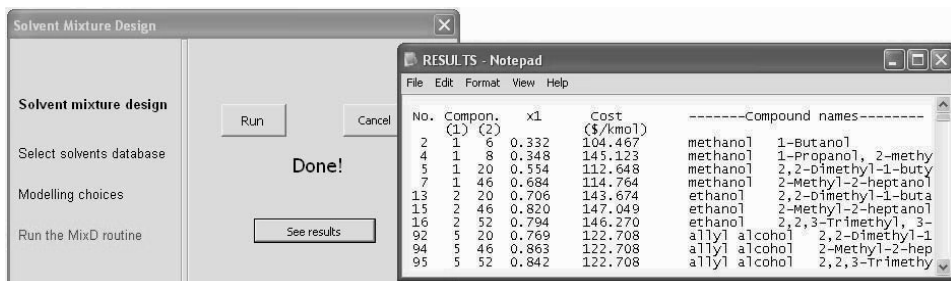 Solvent Mixture Design
Solvent mixture design
Select solvents database
Modelling choices
Run the MixD routine
Run
Cancel
Done!
See results
RESULTS - Notepad
File Edit Format View Help
No. Compon. x1 Cost -------Compound names--------
(1) (2) ($/kmol)
2 1 6 0.332 104.467 methanol 1-Butanol
4 1 8 0.348 145.123 methanol 1-Propanol, 2-methy
5 1 20 0.554 112.648 methanol 2,2-Dimethyl-1-buty
7 1 46 0.684 114.764 methanol 2-Methyl-2-heptanol
13 2 20 0.706 143.674 ethanol 2,2-Dimethyl-1-buta
15 2 46 0.820 147.049 ethanol 2-Methyl-2-heptanol
16 2 52 0.794 146.270 ethanol 2,2,3-Trimethyl, 3-
92 5 20 0.769 122.708 allyl alcohol 2,2-Dimethyl-1
94 5 46 0.863 122.708 allyl alcohol 2-Methyl-2-hep
95 5 52 0.842 122.708 allyl alcohol 2,2,3-Trimethy